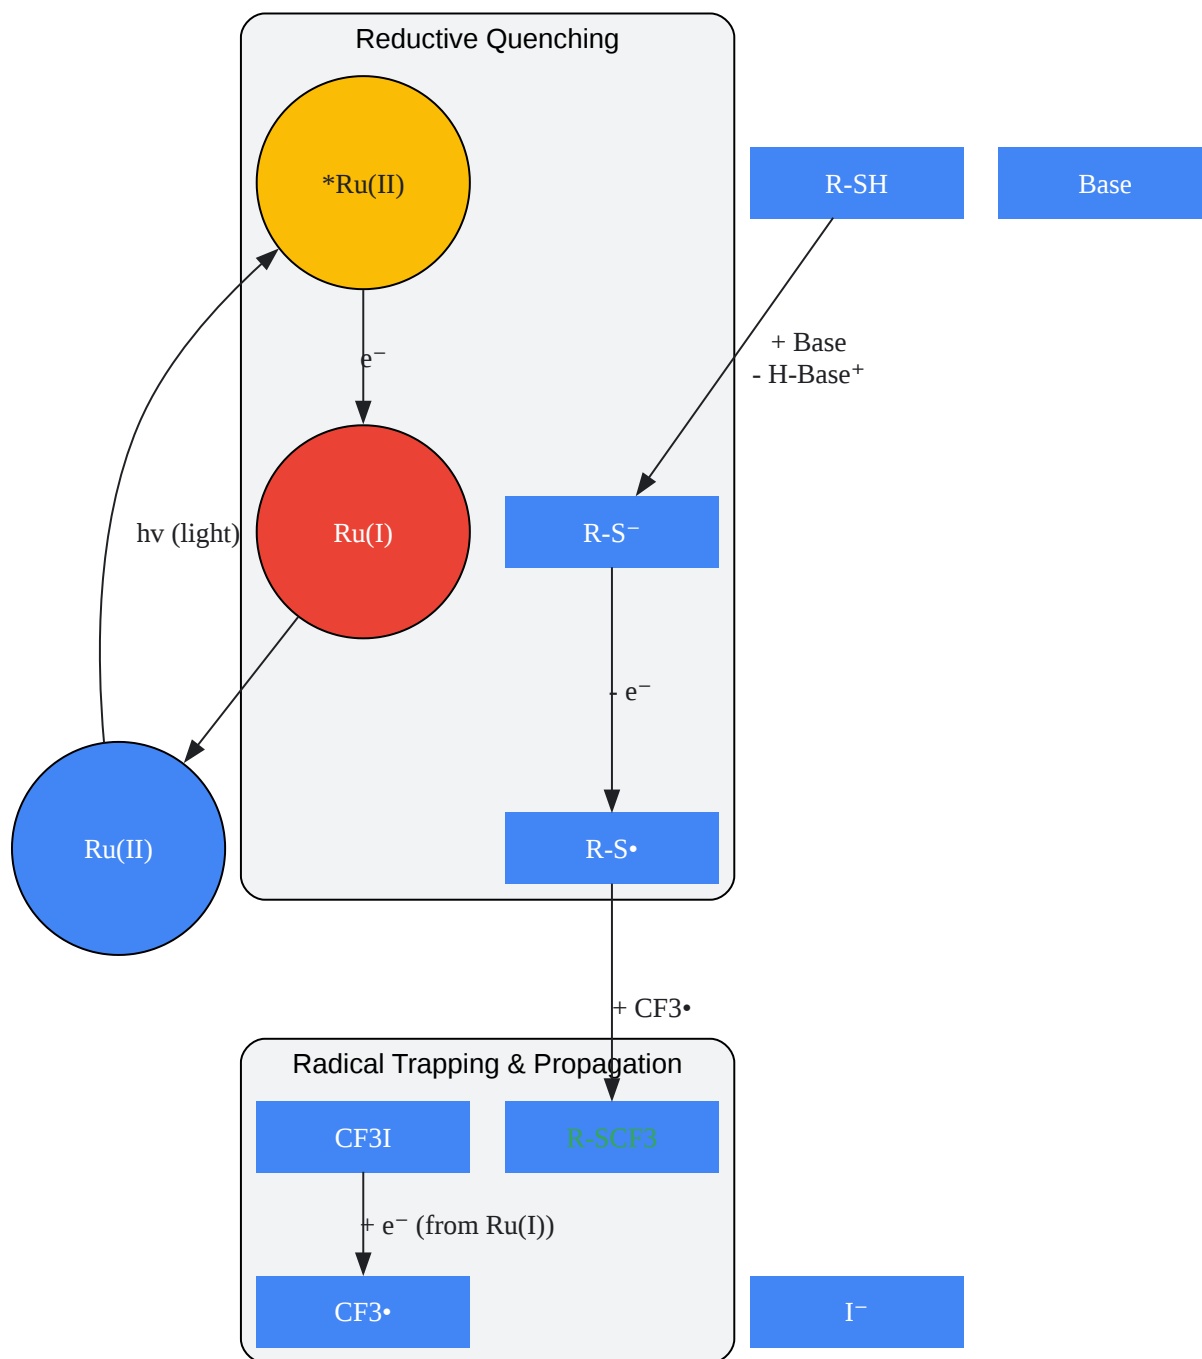 Reductive Quenching
*Ru(II)
R-SH
Base
e⁻
+ Base
- H-Base⁺
hv (light)
Ru(I)
R-S⁻
- e⁻
Ru(II)
R-S•
+ CF3•
Radical Trapping & Propagation
CF3I
R-SCF3
+ e⁻ (from Ru(I))
CF3•
I⁻